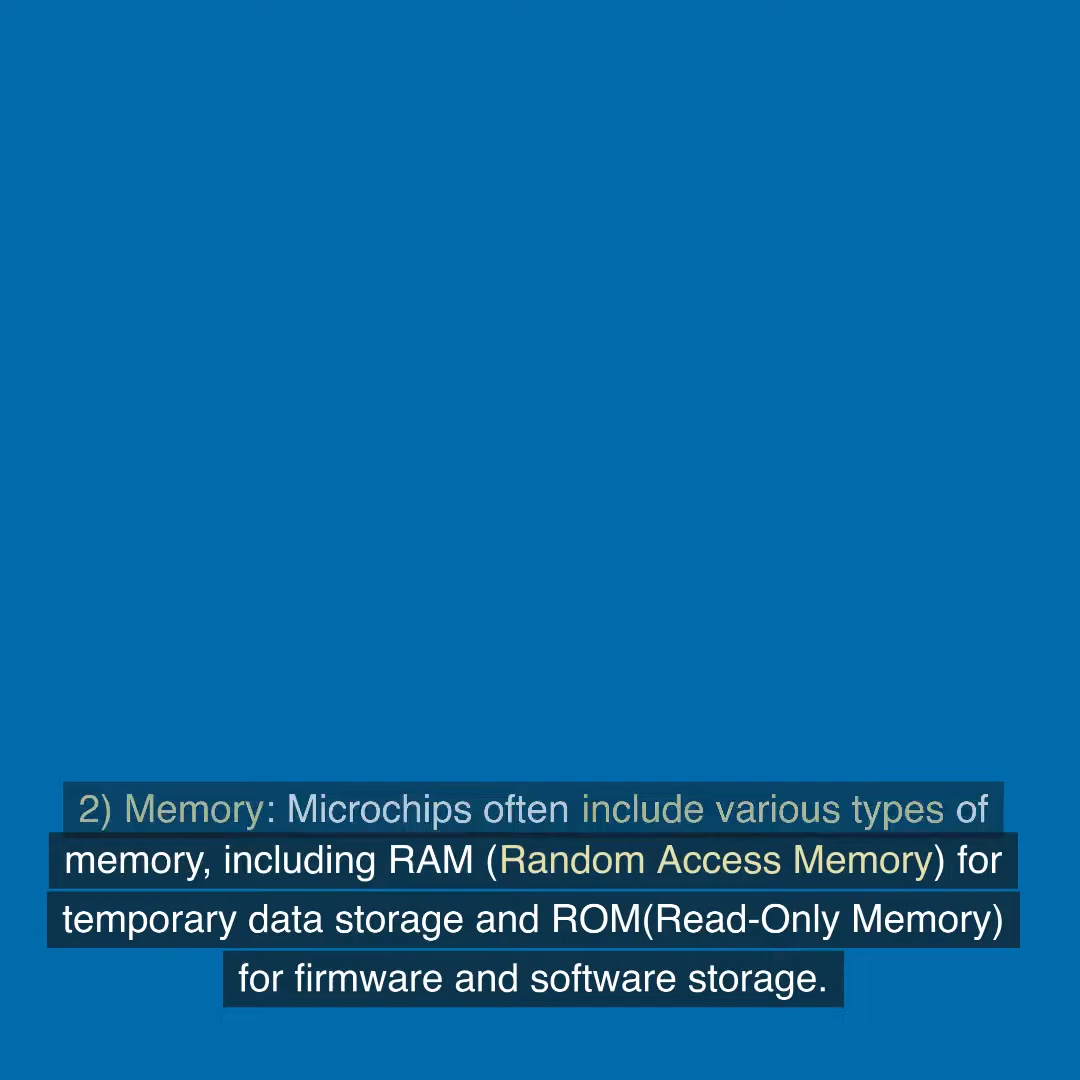 2) Memory: Microchips often include various types of
memory, including RAM (Random Access Memory) for
temporary data storage and ROM(Read-Only Memory)
for firmware and software storage.